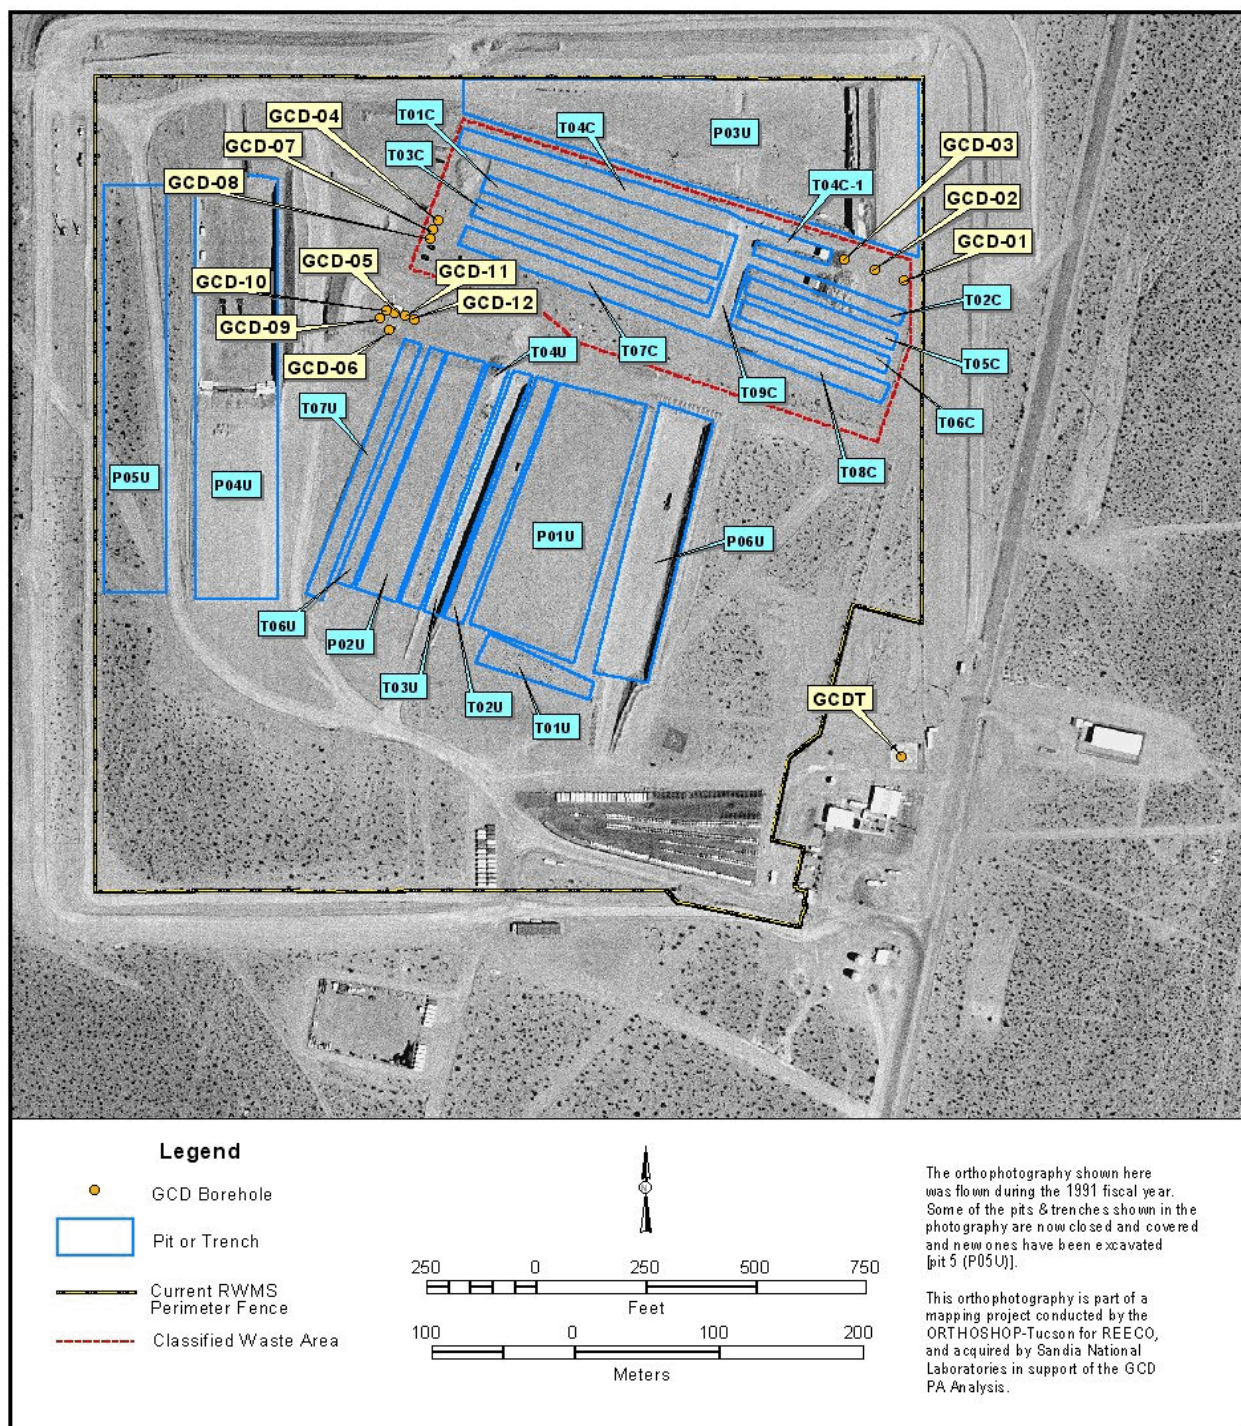 GCD-04
T01C
T04C
GCD-07
P03U
GCD-03
T03C
GCD-08
T04C-1
GCD-02
GCD-01
GCD-05
GCD-11
GCD-10
T02C
GCD-12
GCD-09
T04U
T07C
GCD-06
T05C
T09C
T07U
T06C
T08C
P05U
P04U
P01U
P06U
T06U
P02U
T03U
T02U
T01U
GCDT
Legend
GCD Borehole
Pit or Trench
Current RWMS
Perimeter Fence
Classified Waste Area
N
250 0 250 500 750
Feet
100 0 100 200
Meters
The orthophotography shown here
was flown during the 1991 fiscal year.
Some of the pits & trenches shown in the
photography are now closed and covered
and new ones have been excavated
[pit 5 (P05U)].
This orthophotography is part of a
mapping project conducted by the
ORTHOSHOP-Tucson for REECO,
and acquired by Sandia National
Laboratories in support of the GCD
PA Analysis.